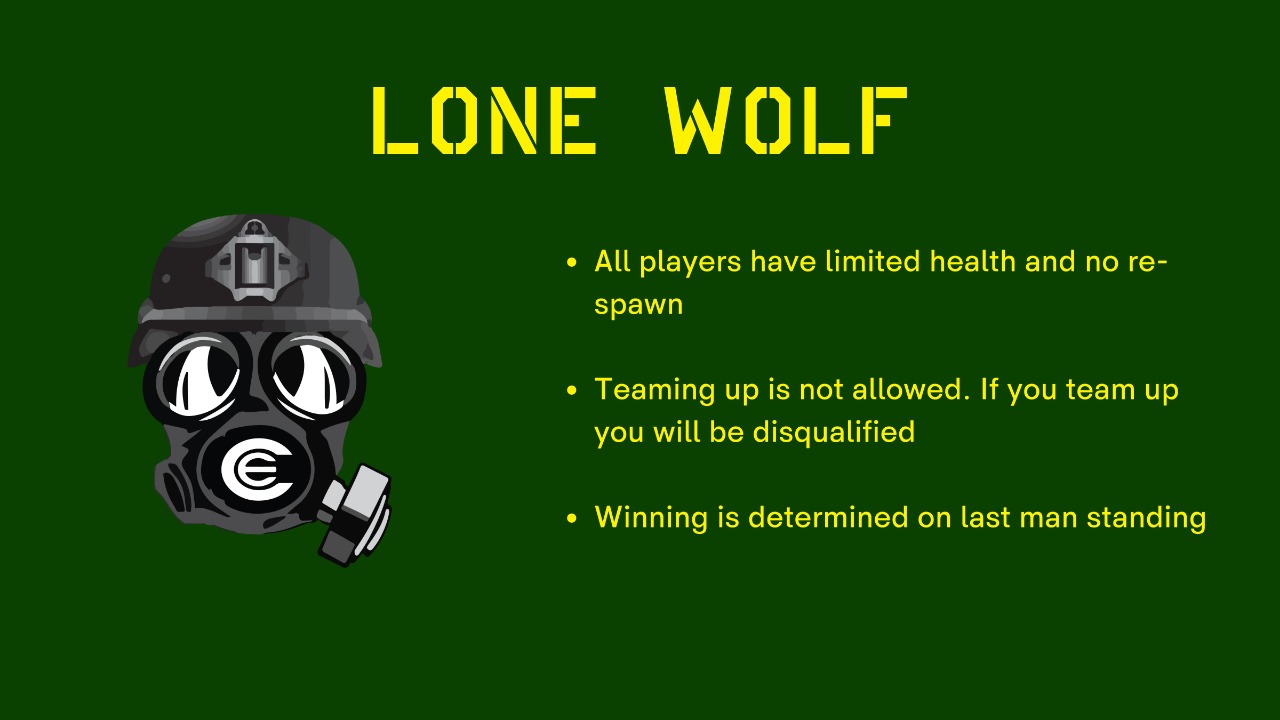 LONE WOLF
• All players have limited health and no re-
spawn
• Teaming up is not allowed. If you team up
you will be disqualified
• Winning is determined on last man standing